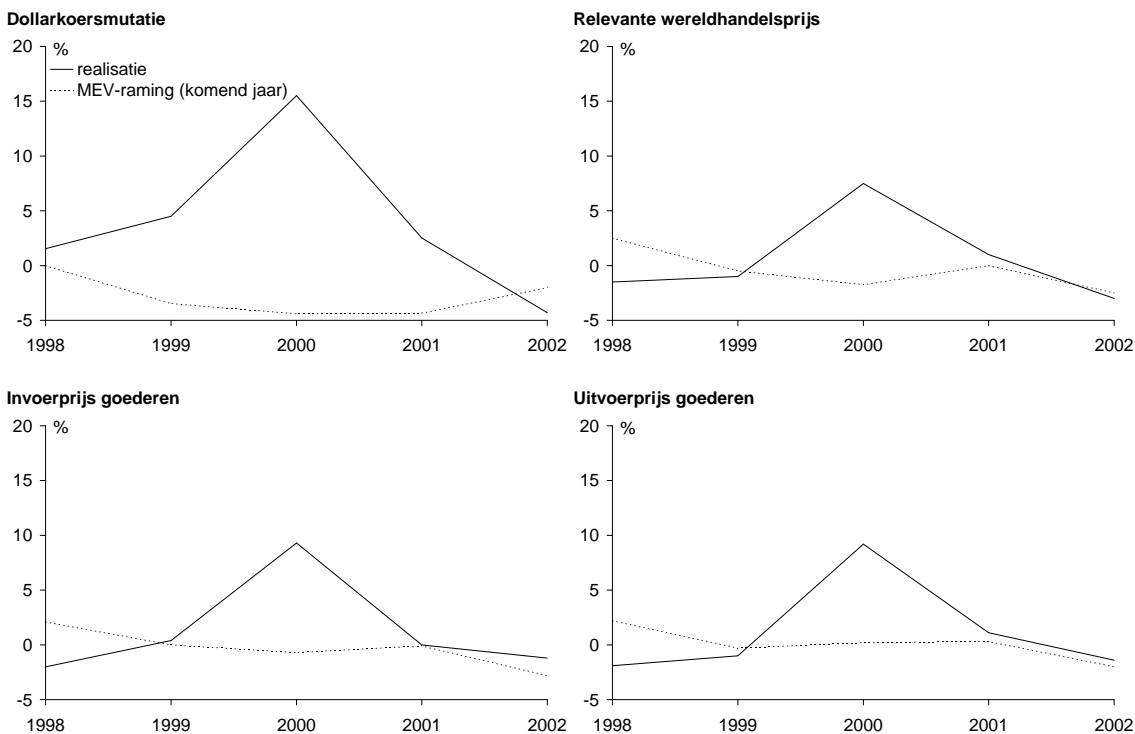 Dollarkoersmutatie
20
%
realisatie
MEV-raming (komend jaar)
15
10
5
0
-5
1998 1999 2000 2001 2002
Relevante wereldhandelsprijs
20
%
15
10
5
0
-5
1998 1999 2000 2001 2002
Invoerprijs goederen
20
%
15
10
5
0
-5
1998 1999 2000 2001 2002
Uitvoerprijs goederen
20
%
15
10
5
0
-5
1998 1999 2000 2001 2002